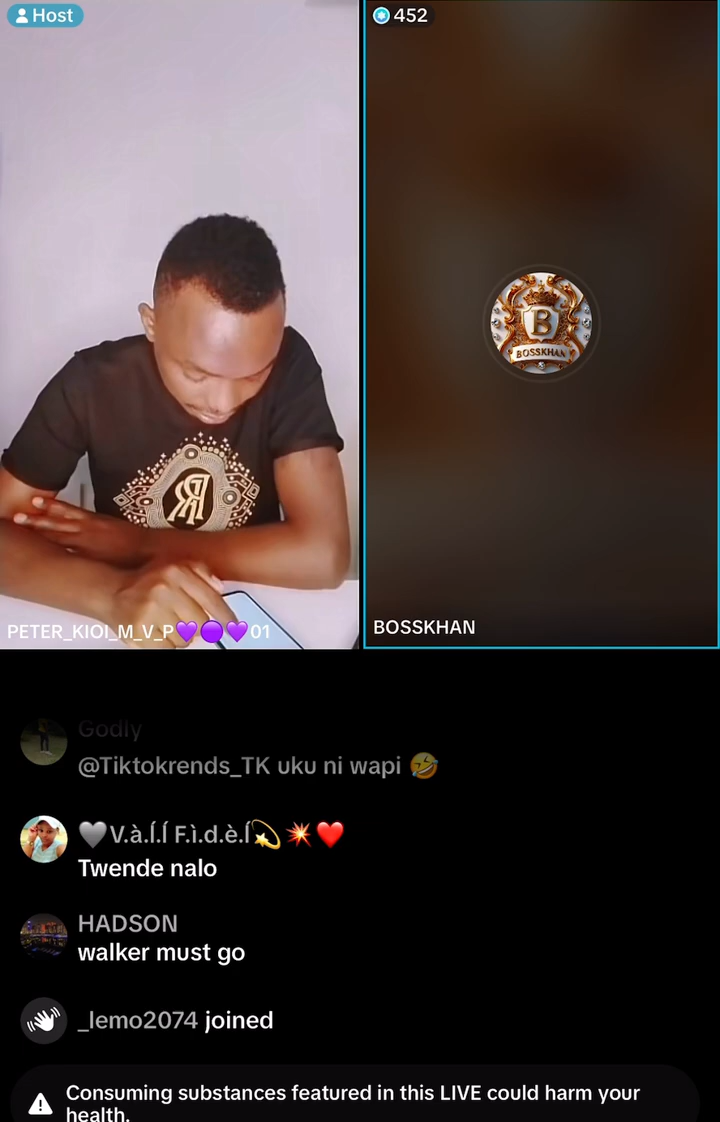 Host
452
B
BOSSKHAN
PETER_KIOI_M_V_P💜🟣💜01
BOSSKHAN
Godly
@Tiktokrends_TK uku ni wapi 🤣
🩶V.à.Í.Í F.ì.d.è.Í💫💥❤️
Twende nalo
HADSON
walker must go
_lemo2074 joined
Consuming substances featured in this LIVE could harm your
health.